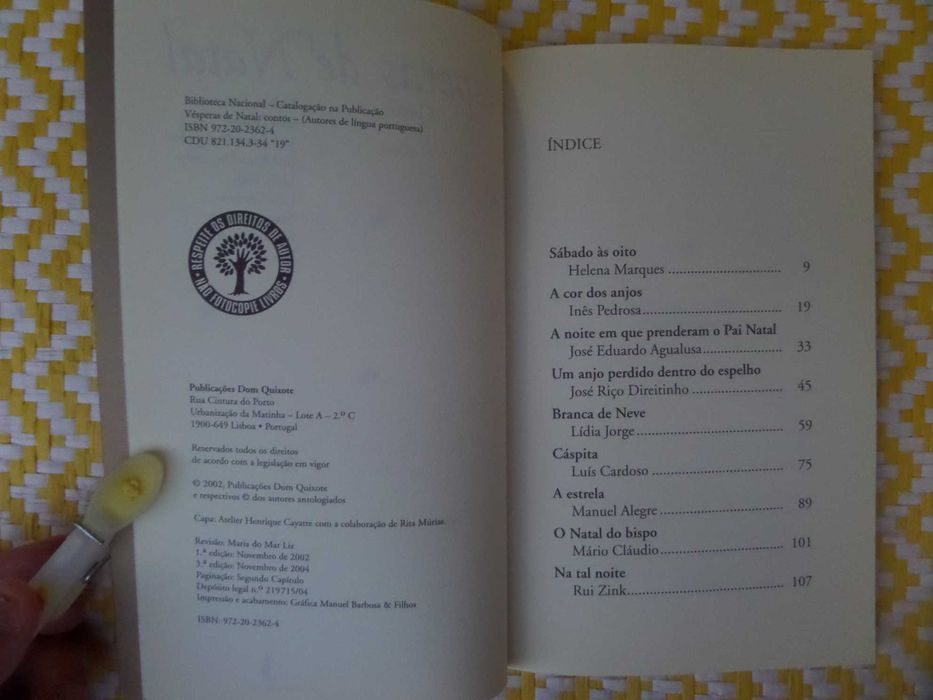 Biblioteca Nacional – Catalogação na Publicação
Vésperas de Natal: contos – (Autores de língua portuguesa)
ISBN 972-20-2362-4
CDU 821.134.3-34 "19"
RESPEITE OS DIREITOS DE AUTOR
NÃO FOTOCOPIE LIVROS
Publicações Dom Quixote
Rua Cintura do Porto
Urbanização da Matinha – Lote A – 2.º C
1900-649 Lisboa • Portugal
Reservados todos os direitos
de acordo com a legislação em vigor
© 2002, Publicações Dom Quixote
e respectivos © dos autores antologiados
Capa: Atelier Henrique Cayatte com a colaboração de Rita Múrias
Revisão: Maria do Mar Liz
1.ª edição: Novembro de 2002
3.ª edição: Novembro de 2004
Paginação: Segundo Capítulo
Depósito legal n.º 219715/04
Impressão e acabamento: Gráfica Manuel Barbosa & Filhos
ISBN: 972-20-2362-4
ÍNDICE
Sábado às oito
Helena Marques 9
A cor dos anjos
Inês Pedrosa 19
A noite em que prenderam o Pai Natal
José Eduardo Agualusa 33
Um anjo perdido dentro do espelho
José Riço Direitinho 45
Branca de Neve
Lídia Jorge 59
Cáspita
Luís Cardoso 75
A estrela
Manuel Alegre 89
O Natal do bispo
Mário Cláudio 101
Na tal noite
Rui Zink 107